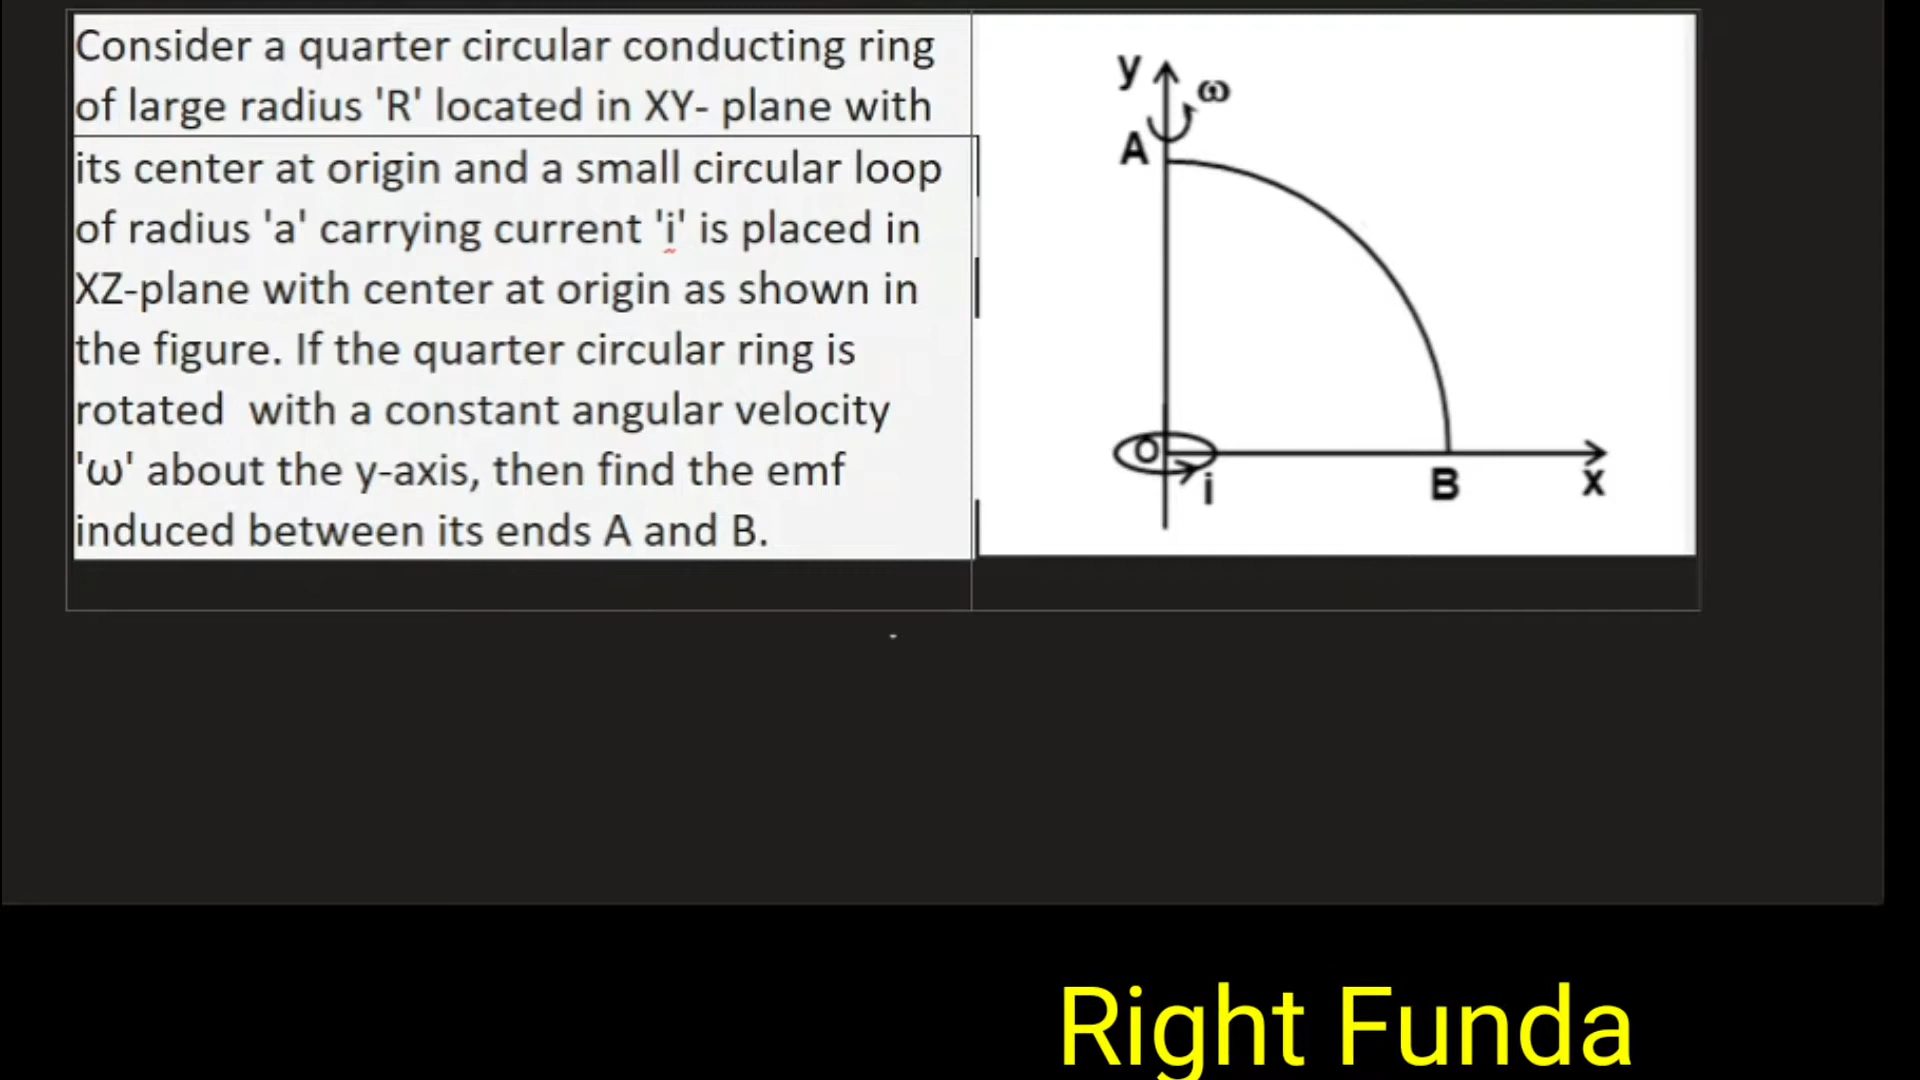 Consider a quarter circular conducting ring
of large radius 'R' located in XY- plane with
its center at origin and a small circular loop
of radius 'a' carrying current 'i' is placed in
XZ-plane with center at origin as shown in
the figure. If the quarter circular ring is
rotated  with a constant angular velocity
'ω' about the y-axis, then find the emf
induced between its ends A and B.
y
ω
A
O
i
B
x
Right Funda